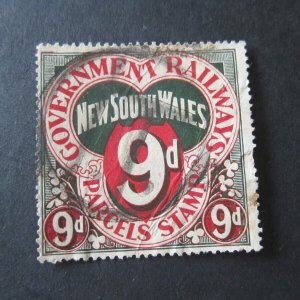 GOVERNMENT RAILWAYS
NEW SOUTH WALES
9d
PARCELS STAMP
9d
9d